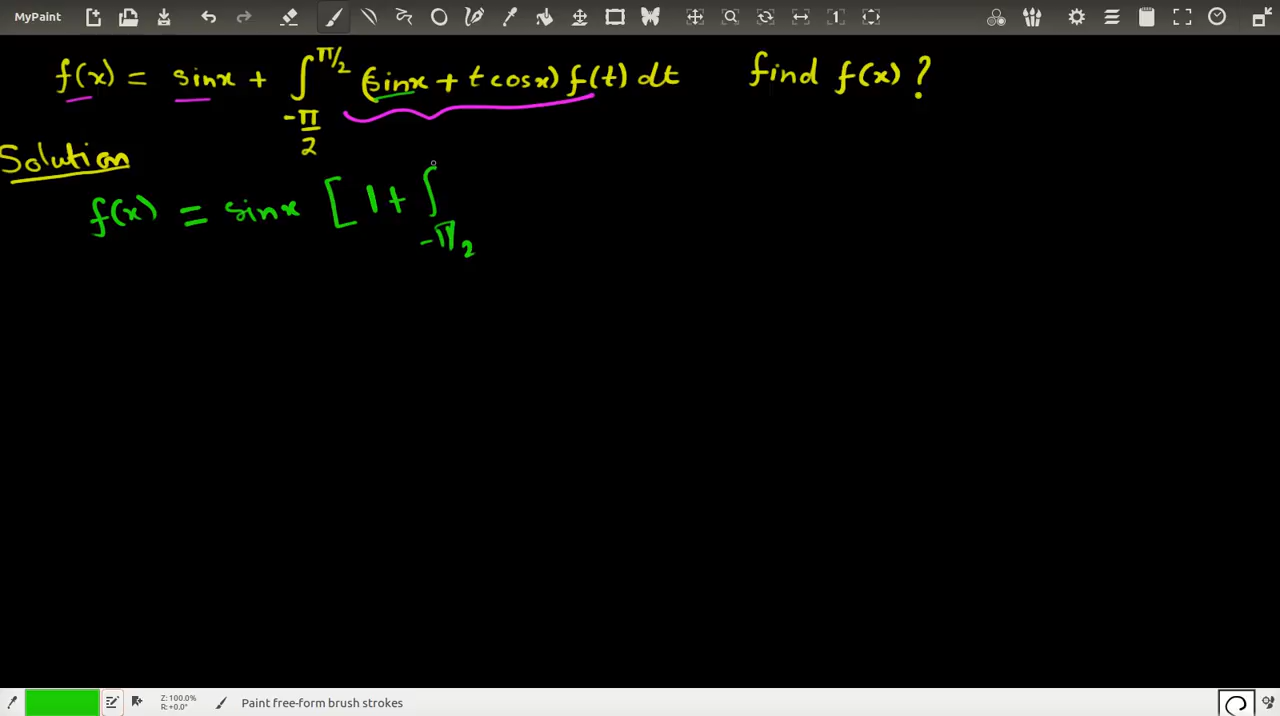 MyPaint
f(x) = sinx + ∫_{-π/2}^{π/2} (sinx + t cosx) f(t) dt find f(x) ?
Solution
f(x) = sinx [ 1 + ∫_{-π/2}
Z: 100.0%
R: +0.0°
Paint free-form brush strokes